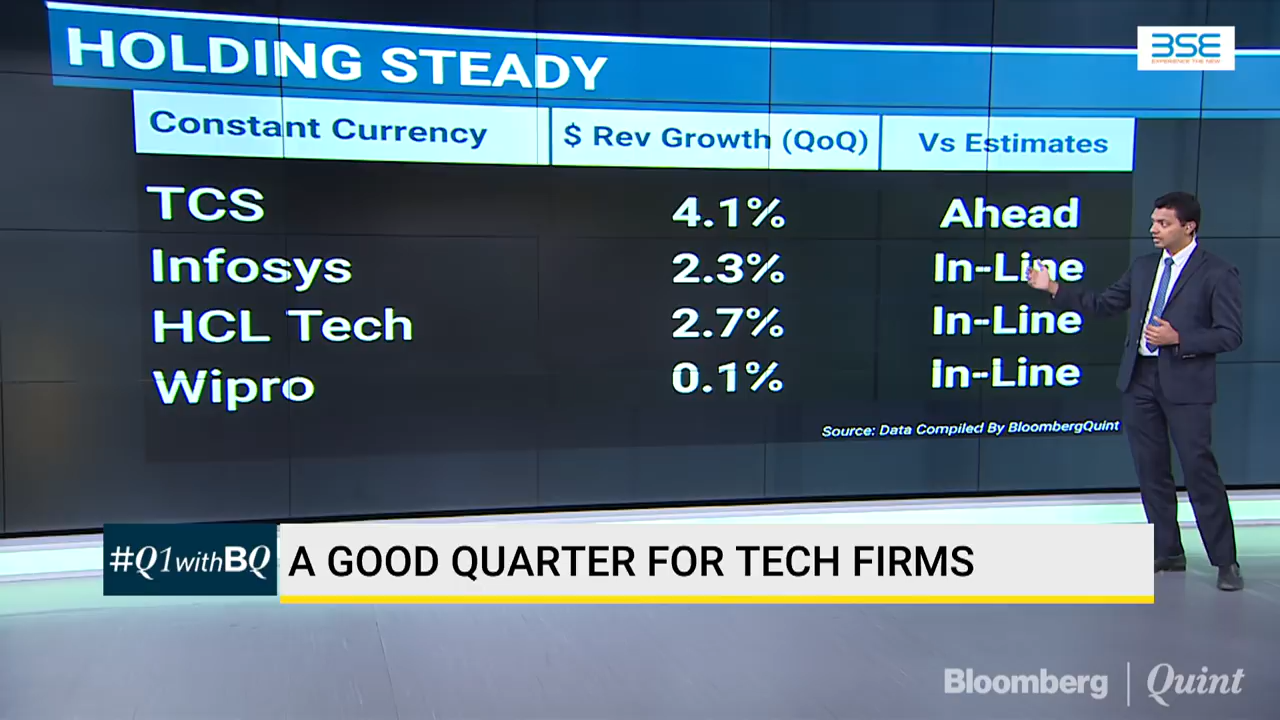 HOLDING STEADY
BSE
EXPERIENCE THE NEW
Constant Currency $ Rev Growth (QoQ) Vs Estimates
TCS 4.1% Ahead
Infosys 2.3% In-Line
HCL Tech 2.7% In-Line
Wipro 0.1% In-Line
Source: Data Compiled By BloombergQuint
#Q1withBQ A GOOD QUARTER FOR TECH FIRMS
Bloomberg | Quint